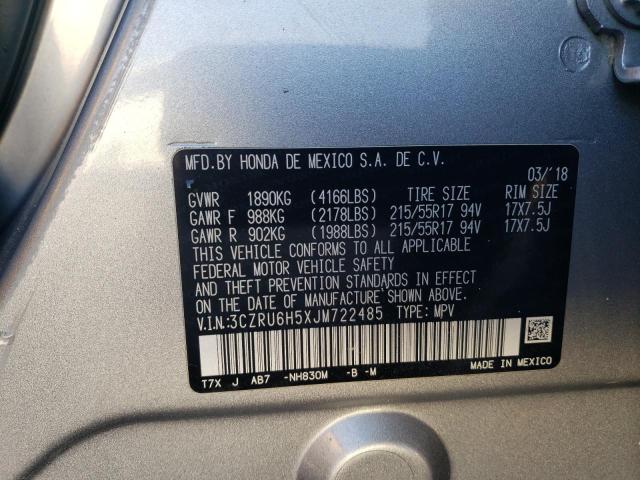 MFD.BY HONDA DE MEXICO S.A. DE C.V.
03/'18
GVWR 1890KG (4166LBS) TIRE SIZE RIM SIZE
GAWR F 988KG (2178LBS) 215/55R17 94V 17X7.5J
GAWR R 902KG (1988LBS) 215/55R17 94V 17X7.5J
THIS VEHICLE CONFORMS TO ALL APPLICABLE
FEDERAL MOTOR VEHICLE SAFETY
AND THEFT PREVENTION STANDARDS IN EFFECT
ON THE DATE OF MANUFACTURE SHOWN ABOVE.
V.I.N.:3CZRU6H5XJM722485 TYPE: MPV
T7X J AB7 -NH830M -B -M
MADE IN MEXICO